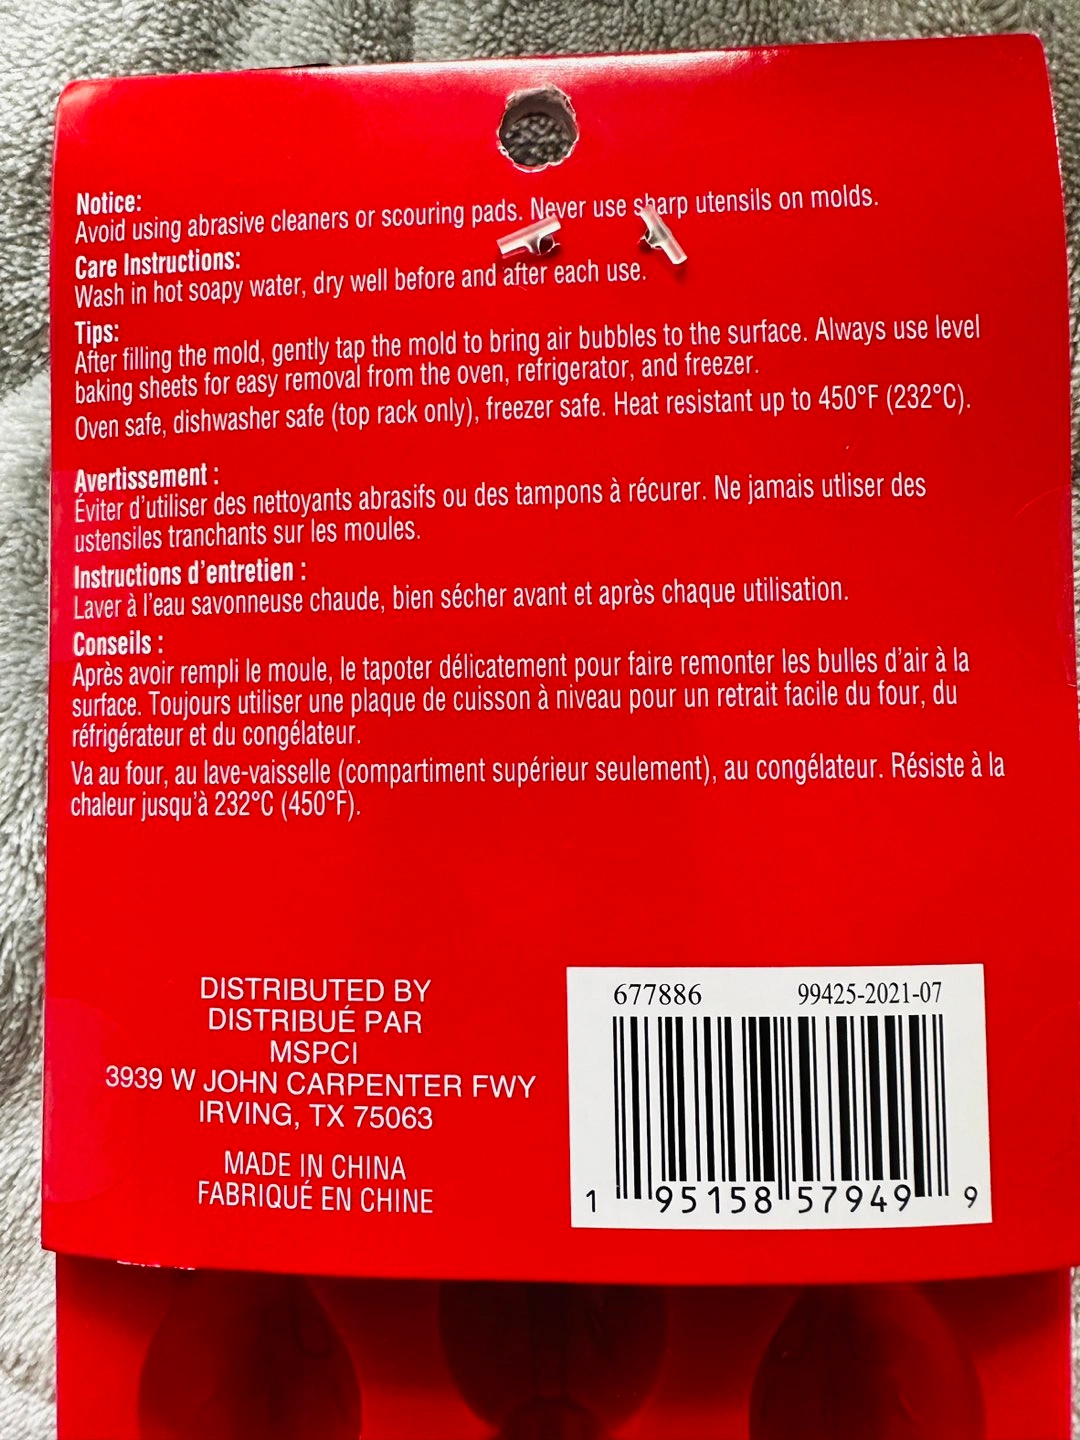 Notice:
Avoid using abrasive cleaners or scouring pads. Never use sharp utensils on molds.
Care Instructions:
Wash in hot soapy water, dry well before and after each use.
Tips:
After filling the mold, gently tap the mold to bring air bubbles to the surface. Always use level
baking sheets for easy removal from the oven, refrigerator, and freezer.
Oven safe, dishwasher safe (top rack only), freezer safe. Heat resistant up to 450°F (232°C).
Avertissement :
Éviter d'utiliser des nettoyants abrasifs ou des tampons à récurer. Ne jamais utliser des
ustensiles tranchants sur les moules.
Instructions d'entretien :
Laver à l'eau savonneuse chaude, bien sécher avant et après chaque utilisation.
Conseils :
Après avoir rempli le moule, le tapoter délicatement pour faire remonter les bulles d'air à la
surface. Toujours utiliser une plaque de cuisson à niveau pour un retrait facile du four, du
réfrigérateur et du congélateur.
Va au four, au lave-vaisselle (compartiment supérieur seulement), au congélateur. Résiste à la
chaleur jusqu'à 232°C (450°F).
DISTRIBUTED BY
DISTRIBUÉ PAR
MSPCI
3939 W JOHN CARPENTER FWY
IRVING, TX 75063
MADE IN CHINA
FABRIQUÉ EN CHINE
677886 99425-2021-07
1 95158 57949 9